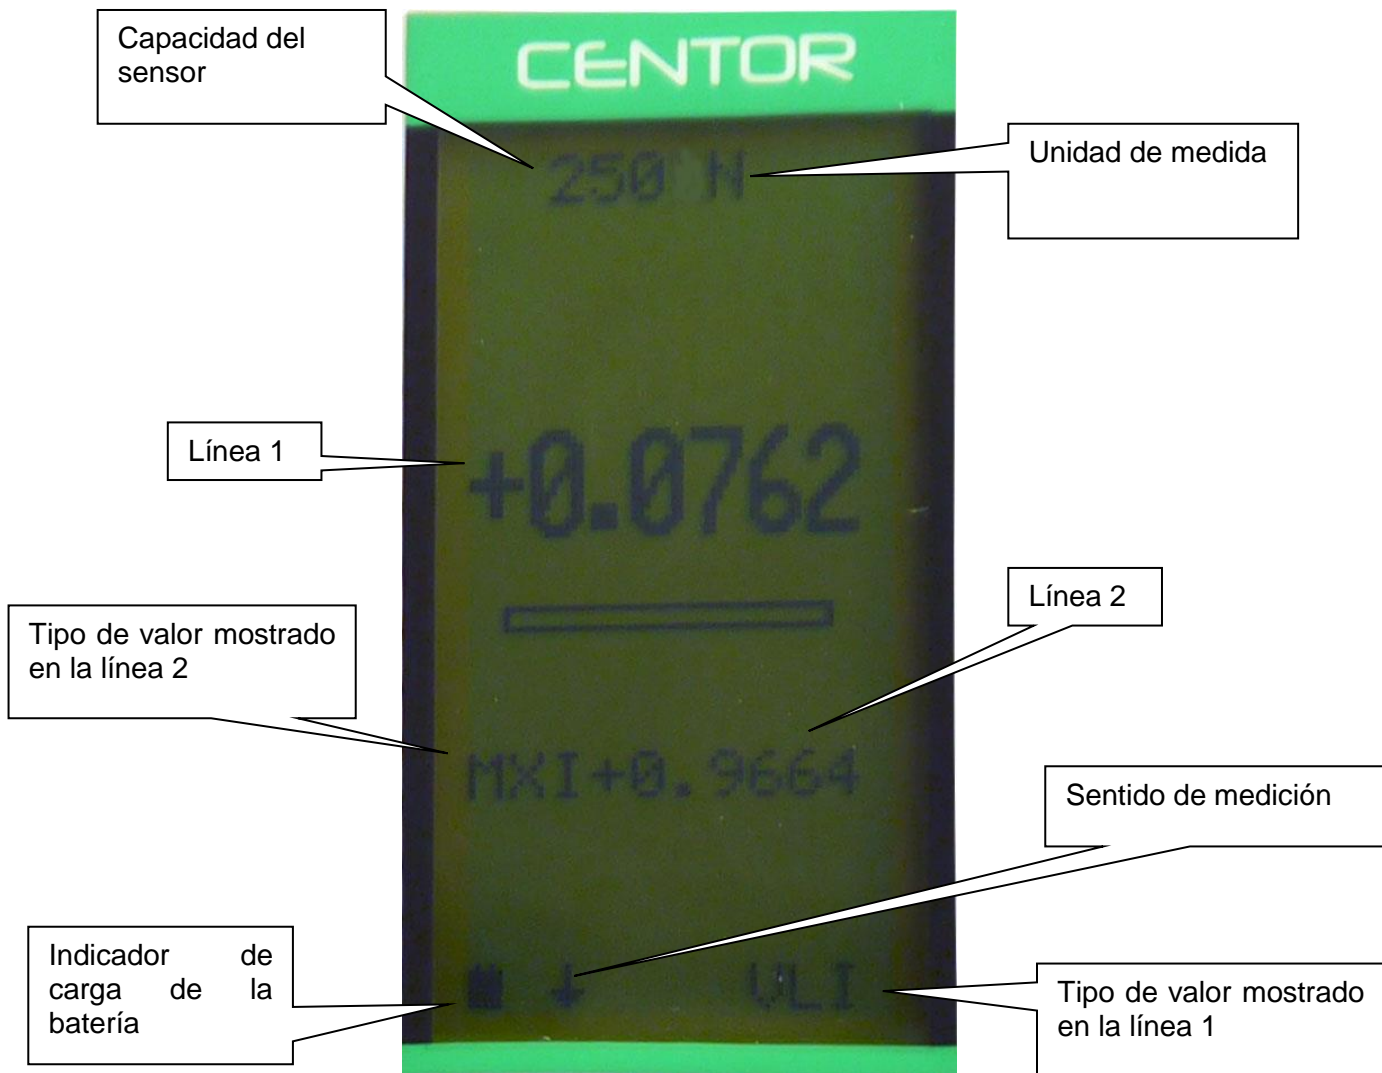 Capacidad del
sensor
CENTOR
250 N
Unidad de medida
Línea 1
+0.0762
Línea 2
Tipo de valor mostrado
en la línea 2
MXI+0.9664
Sentido de medición
Indicador de
carga de la
batería
VLI
Tipo de valor mostrado
en la línea 1